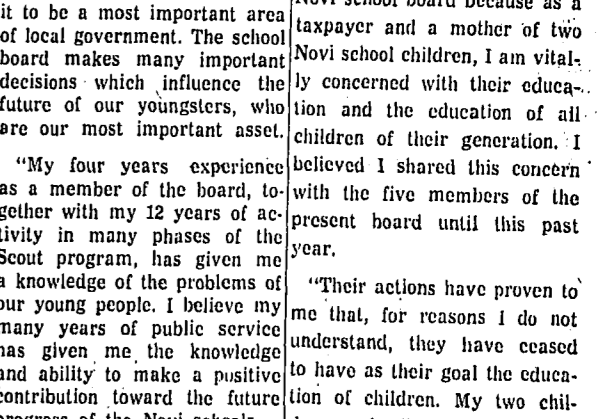 it to be a most important area
of local government. The school
board makes many important
decisions which influence the
future of our youngsters, who
are our most important asset.
"My four years experience
as a member of the board, to-
gether with my 12 years of ac-
tivity in many phases of the
Scout program, has given me
a knowledge of the problems of
our young people. I believe my
many years of public service
has given me the knowledge
and ability to make a positive
contribution toward the future
progress of the Novi schools
Novi school board because as a
taxpayer and a mother of two
Novi school children, I am vital-
ly concerned with their educa-
tion and the education of all
children of their generation. I
believed I shared this concern
with the five members of the
present board until this past
year.
"Their actions have proven to
me that, for reasons I do not
understand, they have ceased
to have as their goal the educa-
tion of children. My two chil-